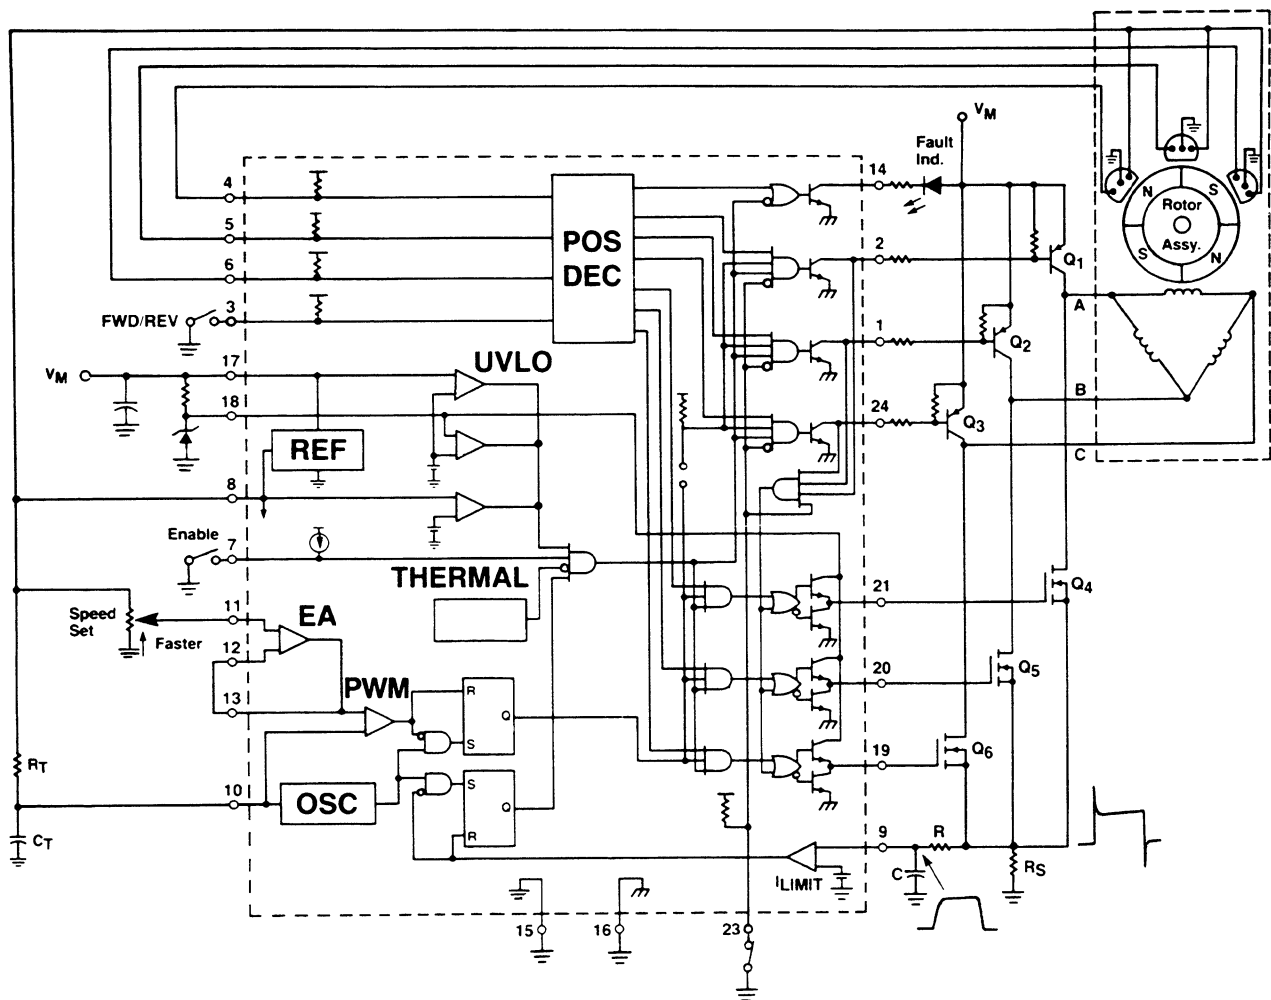 VM
Fault
Ind.
14
N
S
Rotor
Assy.
S
N
4
5
6
3
FWD/REV
POS
DEC
2
Q1
A
1
Q2
B
24
Q3
C
17
VM
18
UVLO
REF
8
Enable
7
THERMAL
21
Q4
Speed
Set
11
Faster
EA
12
13
PWM
R
Q
S
20
Q5
19
Q6
RT
10
OSC
S
Q
R
CT
9
R
C
RS
ILIMIT
15
16
23